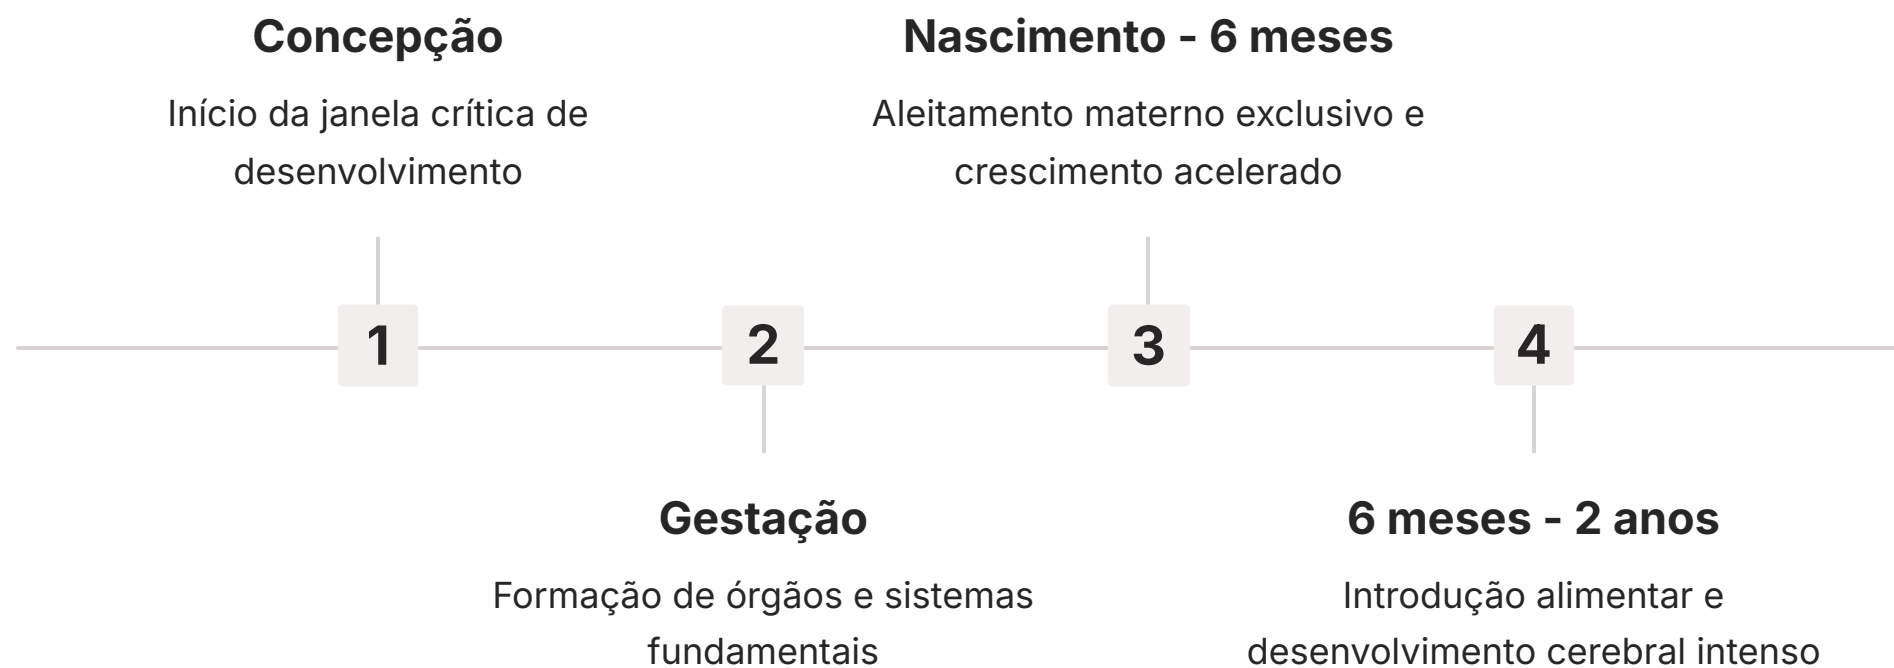 Concepção
Início da janela crítica de
desenvolvimento
Nascimento - 6 meses
Aleitamento materno exclusivo e
crescimento acelerado
1
2
3
4
Gestação
Formação de órgãos e sistemas
fundamentais
6 meses - 2 anos
Introdução alimentar e
desenvolvimento cerebral intenso